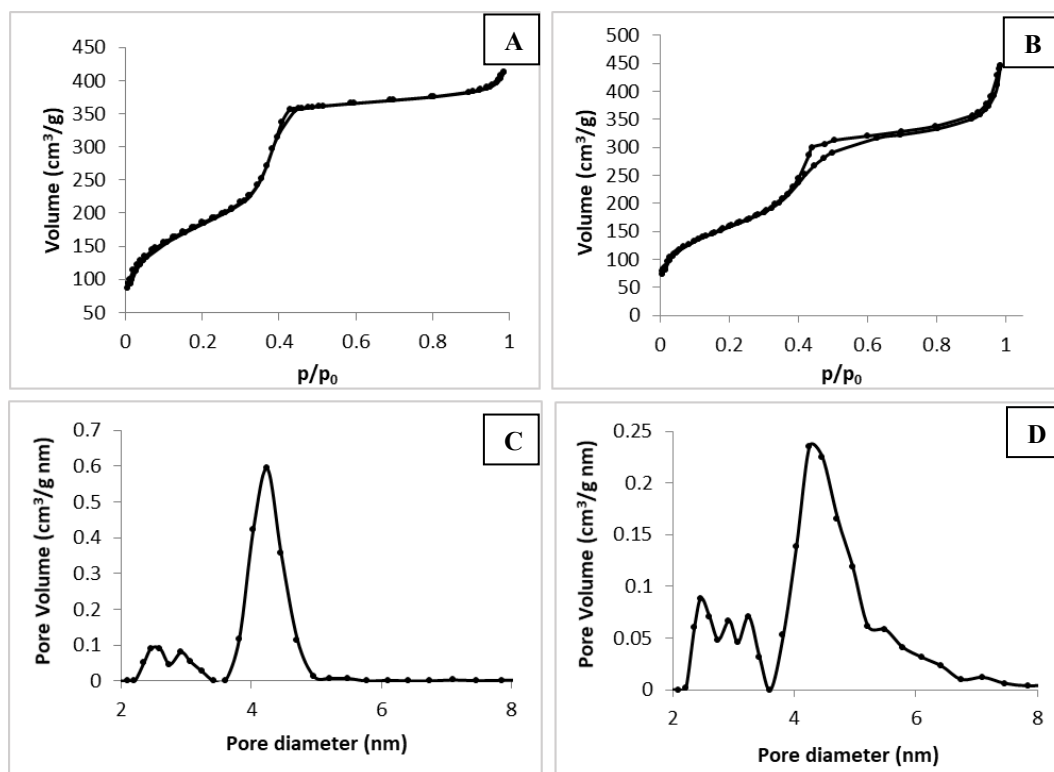 A
450
400
350
300
250
200
150
100
50
Volume (cm³/g)
0 0.2 0.4 0.6 0.8 1
p/p₀
B
500
450
400
350
300
250
200
150
100
50
0
Volume (cm³/g)
0 0.2 0.4 0.6 0.8 1
p/p₀
C
0.7
0.6
0.5
0.4
0.3
0.2
0.1
0
Pore Volume (cm³/g nm)
2 4 6 8
Pore diameter (nm)
D
0.25
0.2
0.15
0.1
0.05
0
Pore Volume (cm³/g nm)
2 4 6 8
Pore diameter (nm)